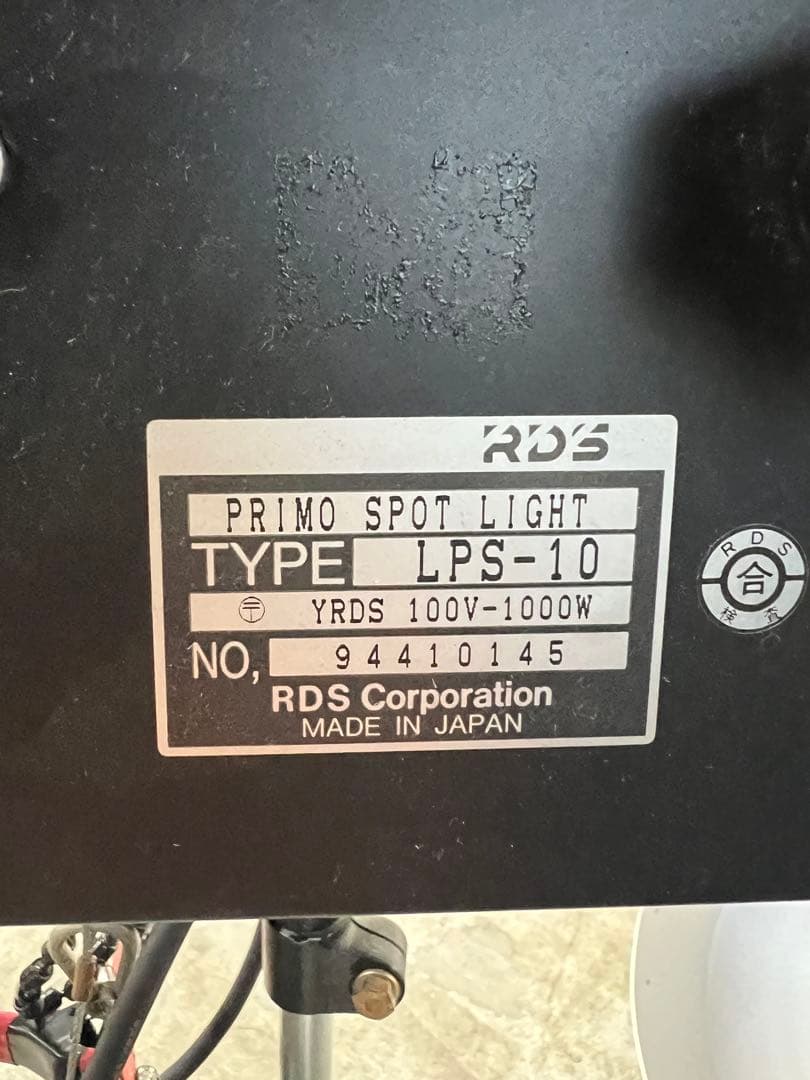 RDS
PRIMO SPOT LIGHT
TYPE LPS-10
〒 YRDS 100V-1000W
NO, 94410145
RDS Corporation
MADE IN JAPAN
RDS
合
検査